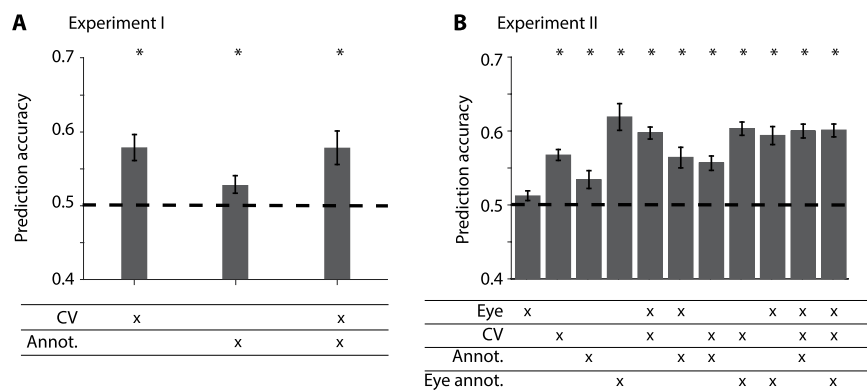 A Experiment I
* * *
0.7
0.6
0.5
0.4
Prediction accuracy
CV x x
Annot. x x
B Experiment II
* * * * * * * * * *
0.7
0.6
0.5
0.4
Prediction accuracy
Eye x x x x x x
CV x x x x x x
Annot. x x x x
Eye annot. x x x x